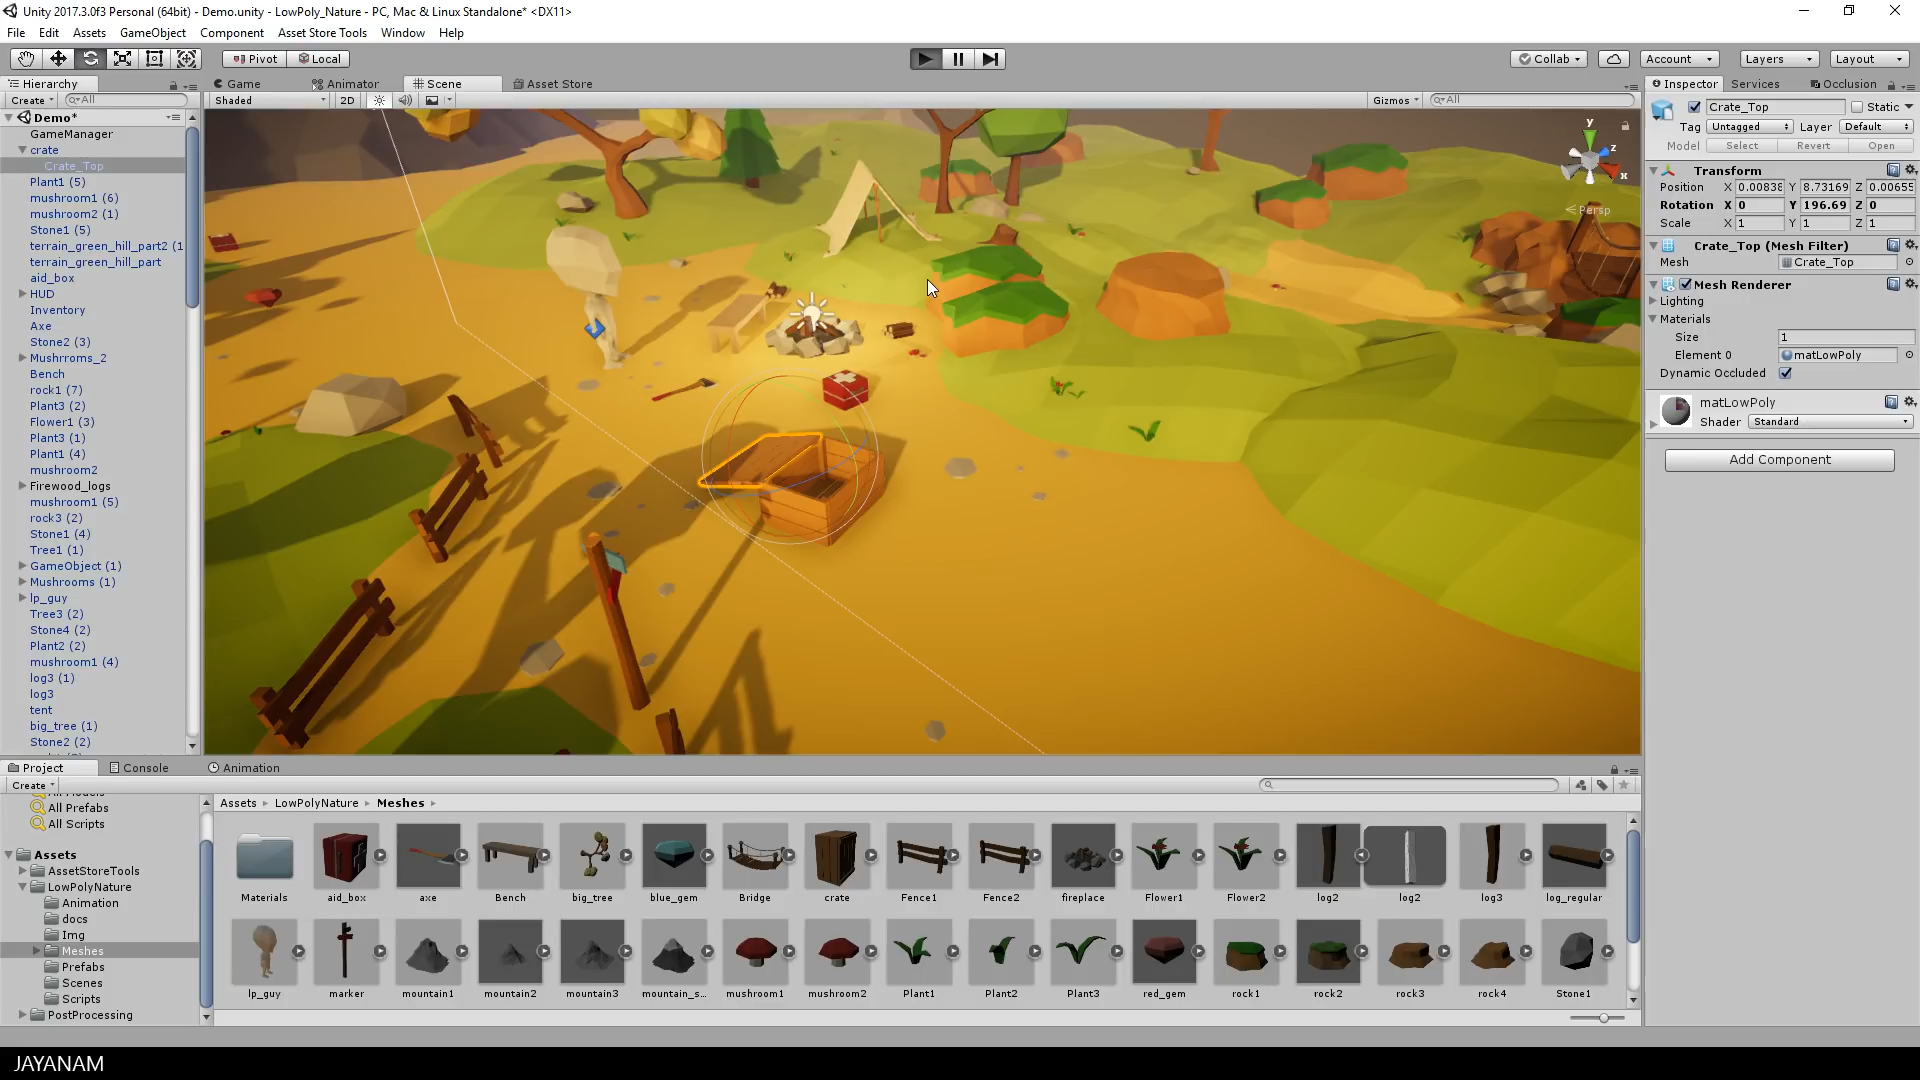 Unity 2017.3.0f3 Personal (64bit) - Demo.unity - LowPoly_Nature - PC, Mac & Linux Standalone* <DX11>
File Edit Assets GameObject Component Asset Store Tools Window Help
Pivot Local Collab Account Layers Layout
Hierarchy Game Animator Scene Asset Store Inspector Services Occlusion
Create All Shaded 2D Gizmos All
Demo*
GameManager
crate
Crate_Top
Plant1 (5)
mushroom1 (6)
mushroom2 (1)
Stone1 (5)
terrain_green_hill_part2 (1
terrain_green_hill_part
aid_box
HUD
Inventory
Axe
Stone2 (3)
Mushrroms_2
Bench
rock1 (7)
Plant3 (2)
Flower1 (3)
Plant3 (1)
Plant1 (4)
mushroom2
Firewood_logs
mushroom1 (5)
rock3 (2)
Stone1 (4)
Tree1 (1)
GameObject (1)
Mushrooms (1)
lp_guy
Tree3 (2)
Stone4 (2)
Plant2 (2)
mushroom1 (4)
log3 (1)
log3
tent
big_tree (1)
Stone2 (2)
y
z
x
Persp
Crate_Top Static
Tag Untagged Layer Default
Model Select Revert Open
Transform
Position X 0.00838 Y 8.73169 Z 0.00655
Rotation X 0 Y 196.69 Z 0
Scale X 1 Y 1 Z 1
Crate_Top (Mesh Filter)
Mesh Crate_Top
Mesh Renderer
Lighting
Materials
Size 1
Element 0 matLowPoly
Dynamic Occluded
matLowPoly
Shader Standard
Add Component
Project Console Animation
Create
All Models
All Prefabs
All Scripts
Assets
AssetStoreTools
LowPolyNature
Animation
docs
Img
Meshes
Prefabs
Scenes
Scripts
PostProcessing
Assets LowPolyNature Meshes
Materials aid_box axe Bench big_tree blue_gem Bridge crate Fence1 Fence2 fireplace Flower1 Flower2 log2 log2 log3 log_regular
lp_guy marker mountain1 mountain2 mountain3 mountain_s... mushroom1 mushroom2 Plant1 Plant2 Plant3 red_gem rock1 rock2 rock3 rock4 Stone1
JAYANAM